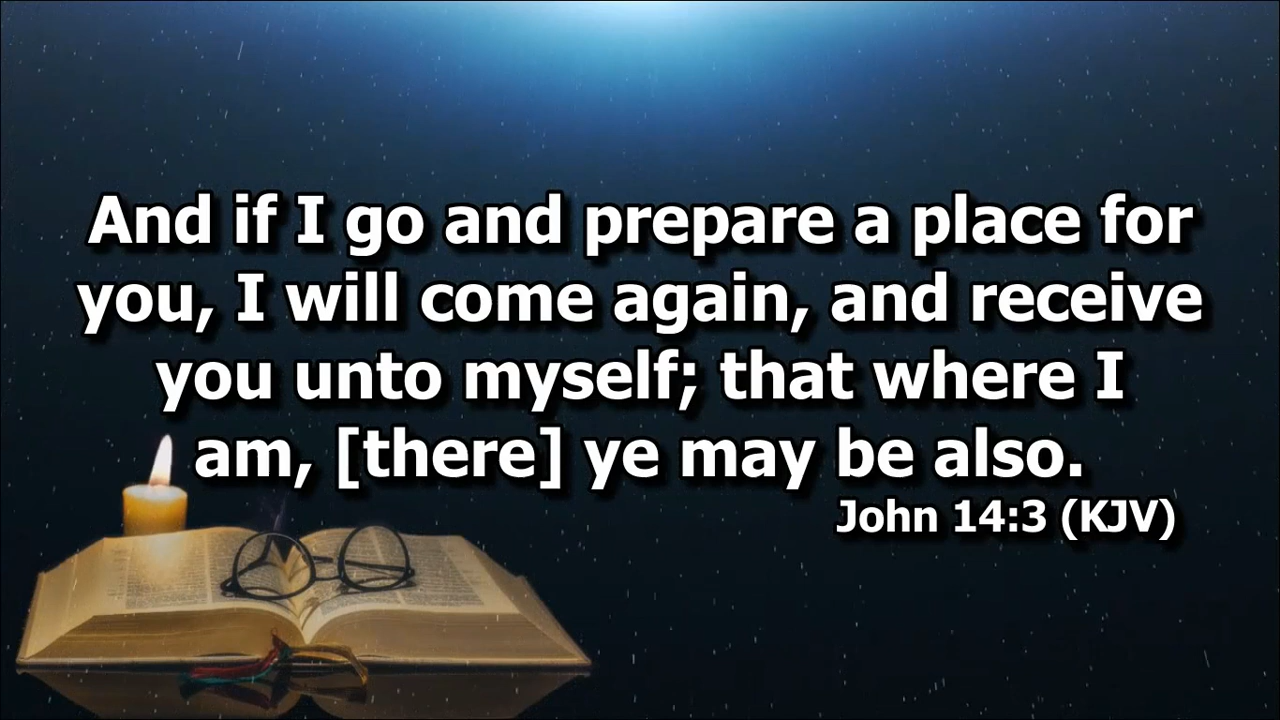 And if I go and prepare a place for
you, I will come again, and receive
you unto myself; that where I
am, [there] ye may be also.
John 14:3 (KJV)